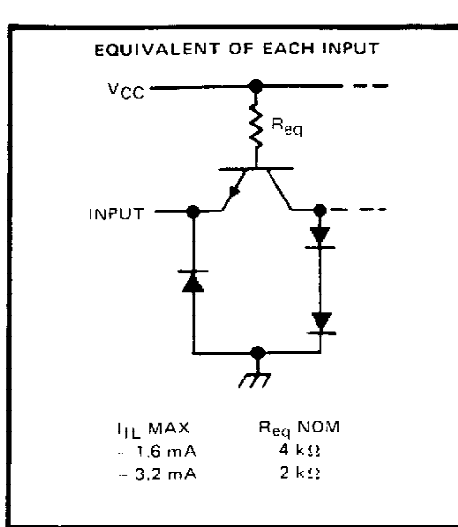 EQUIVALENT OF EACH INPUT
VCC
Req
INPUT
IIL MAX Req NOM
– 1.6 mA 4 kΩ
– 3.2 mA 2 kΩ